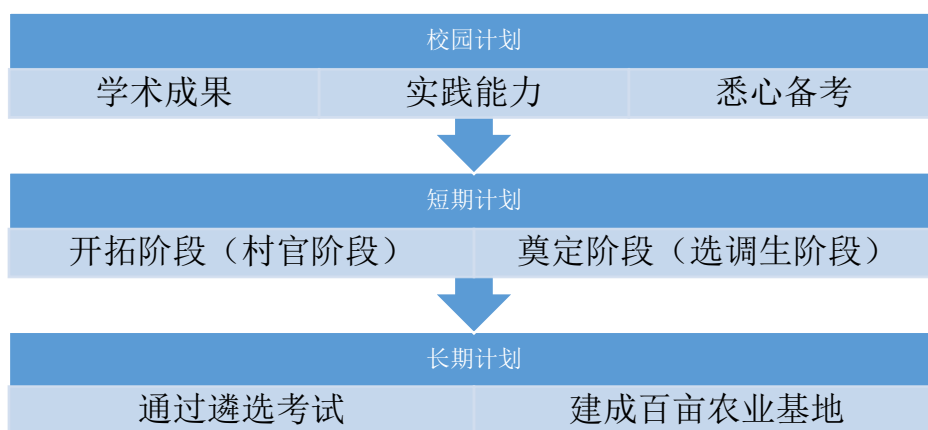 校园计划
学术成果 实践能力 悉心备考
短期计划
开拓阶段（村官阶段） 奠定阶段（选调生阶段）
长期计划
通过遴选考试 建成百亩农业基地